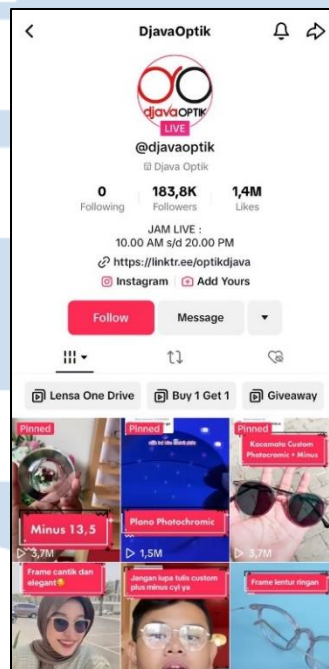 DjavaOptik
djavaOPTIK
LIVE
@djavaoptik
Djava Optik
0 183,8K 1,4M
Following Followers Likes
JAM LIVE :
10.00 AM s/d 20.00 PM
https://linktr.ee/optikdjava
Instagram Add Yours
Follow Message
Lensa One Drive Buy 1 Get 1 Giveaway
Pinned
Minus 13,5
3,7M
Pinned
Plano Photochromic
1,5M
Pinned
Kacamata Custom
Photocromic + Minus
3,7M
Frame cantik dan
elegant🥰
Jangan lupa tulis custom
plus minus cyl ya
Frame lentur ringan